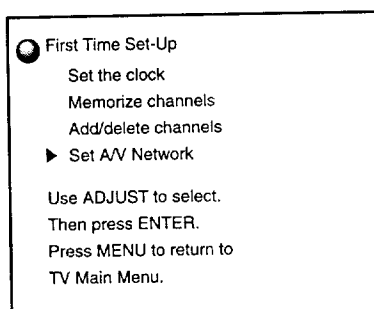 First Time Set-Up
Set the clock
Memorize channels
Add/delete channels
Set A/V Network
Use ADJUST to select.
Then press ENTER.
Press MENU to return to
TV Main Menu.